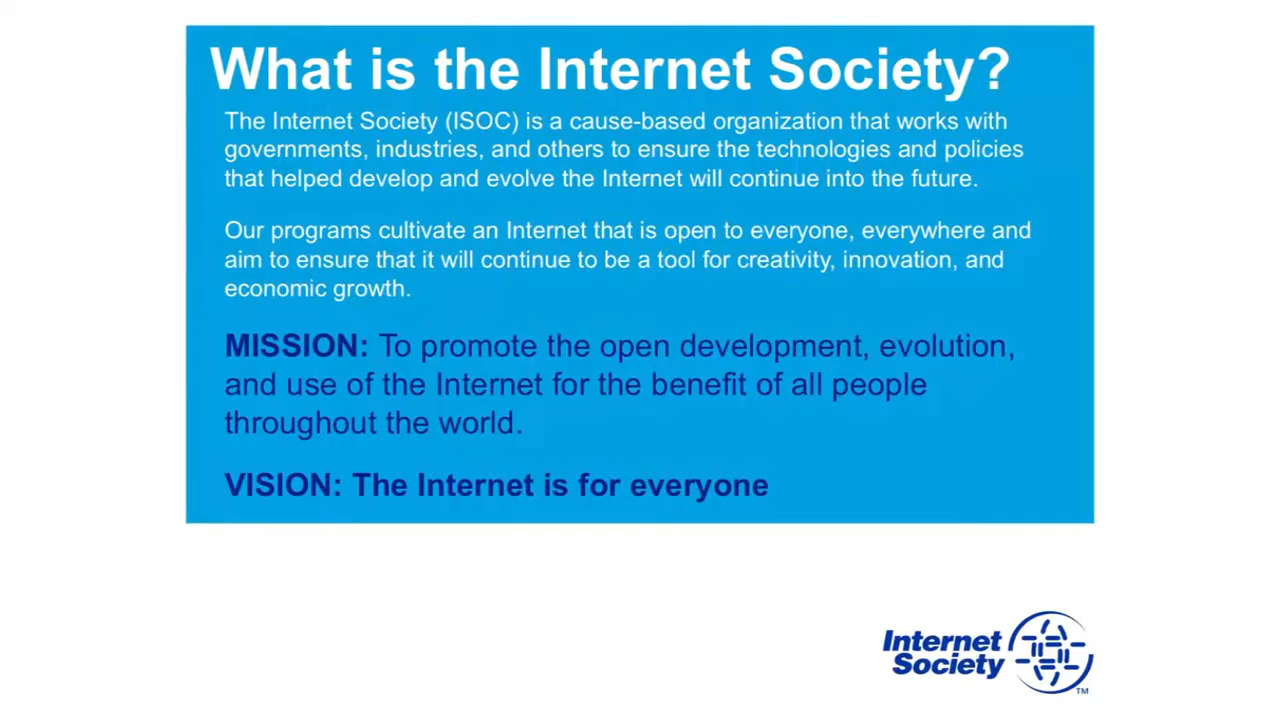 What is the Internet Society?
The Internet Society (ISOC) is a cause-based organization that works with
governments, industries, and others to ensure the technologies and policies
that helped develop and evolve the Internet will continue into the future.
Our programs cultivate an Internet that is open to everyone, everywhere and
aim to ensure that it will continue to be a tool for creativity, innovation, and
economic growth.
MISSION: To promote the open development, evolution,
and use of the Internet for the benefit of all people
throughout the world.
VISION: The Internet is for everyone
Internet
Society
TM